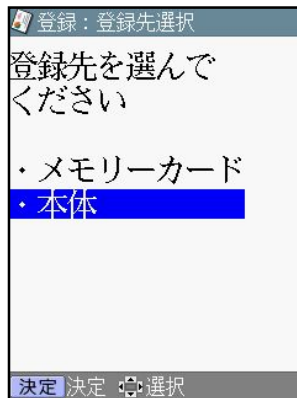 登録：登録先選択
登録先を選んで
ください
・メモリーカード
・本体
決定 決定 選択